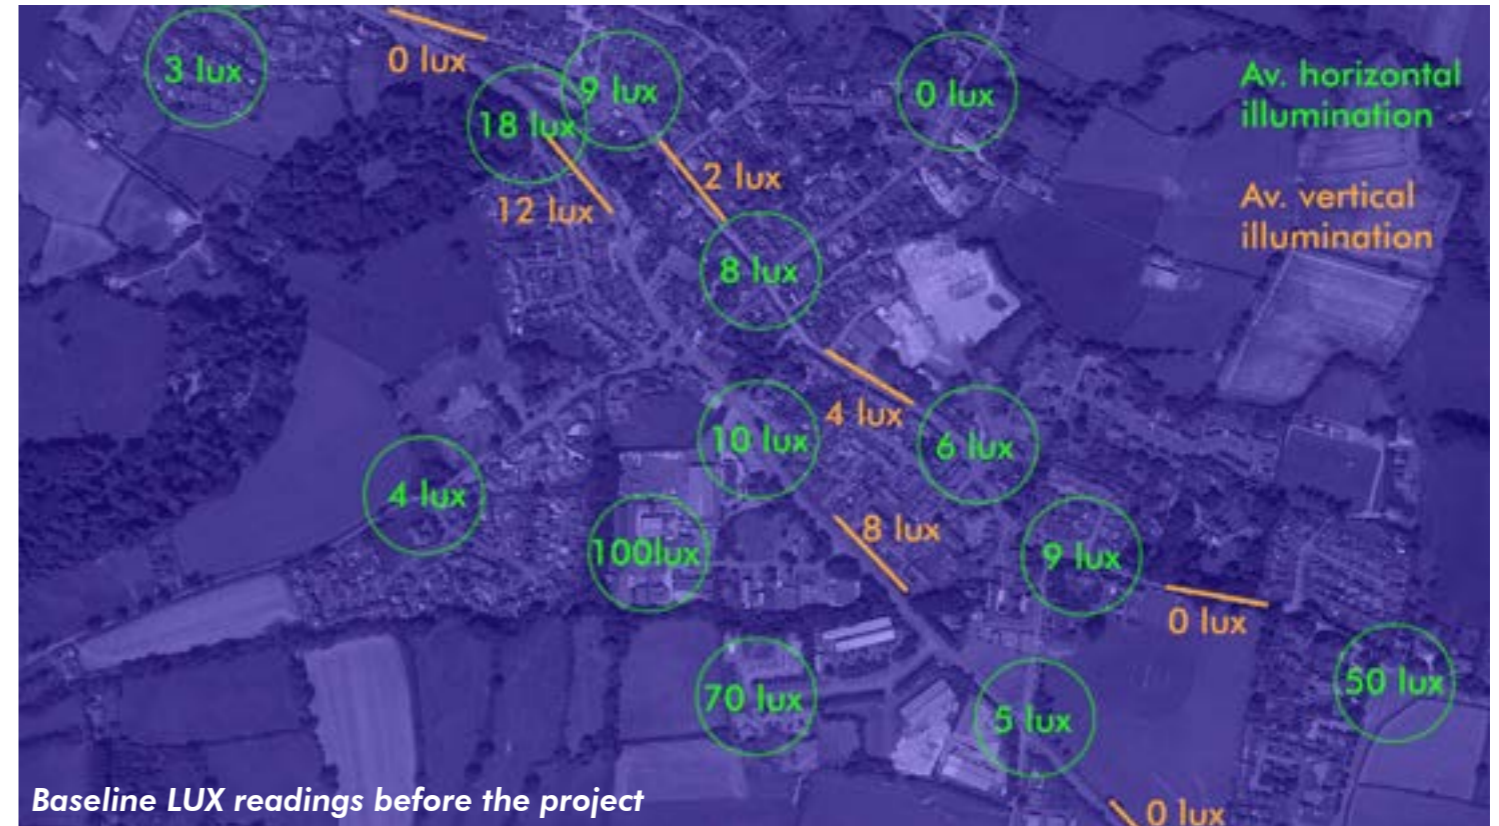 3 lux
0 lux
9 lux
18 lux
0 lux
Av. horizontal
illumination
2 lux
12 lux
Av. vertical
illumination
8 lux
4 lux
10 lux
6 lux
4 lux
8 lux
100lux
9 lux
0 lux
70 lux
50 lux
5 lux
Baseline LUX readings before the project
0 lux